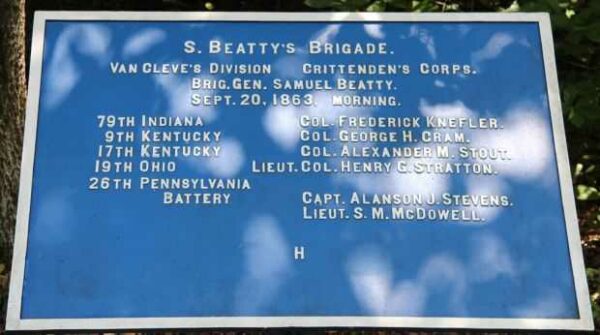 S. BEATTY'S BRIGADE.
VAN CLEVE'S DIVISION CRITTENDEN'S CORPS.
BRIG. GEN. SAMUEL BEATTY.
SEPT. 20, 1863, MORNING.
79TH INDIANA COL. FREDERICK KNEFLER.
9TH KENTUCKY COL. GEORGE H. CRAM.
17TH KENTUCKY COL. ALEXANDER M. STOUT.
19TH OHIO LIEUT. COL. HENRY G. STRATTON.
26TH PENNSYLVANIA
BATTERY CAPT. ALANSON J. STEVENS.
LIEUT. S. M. MCDOWELL.
H